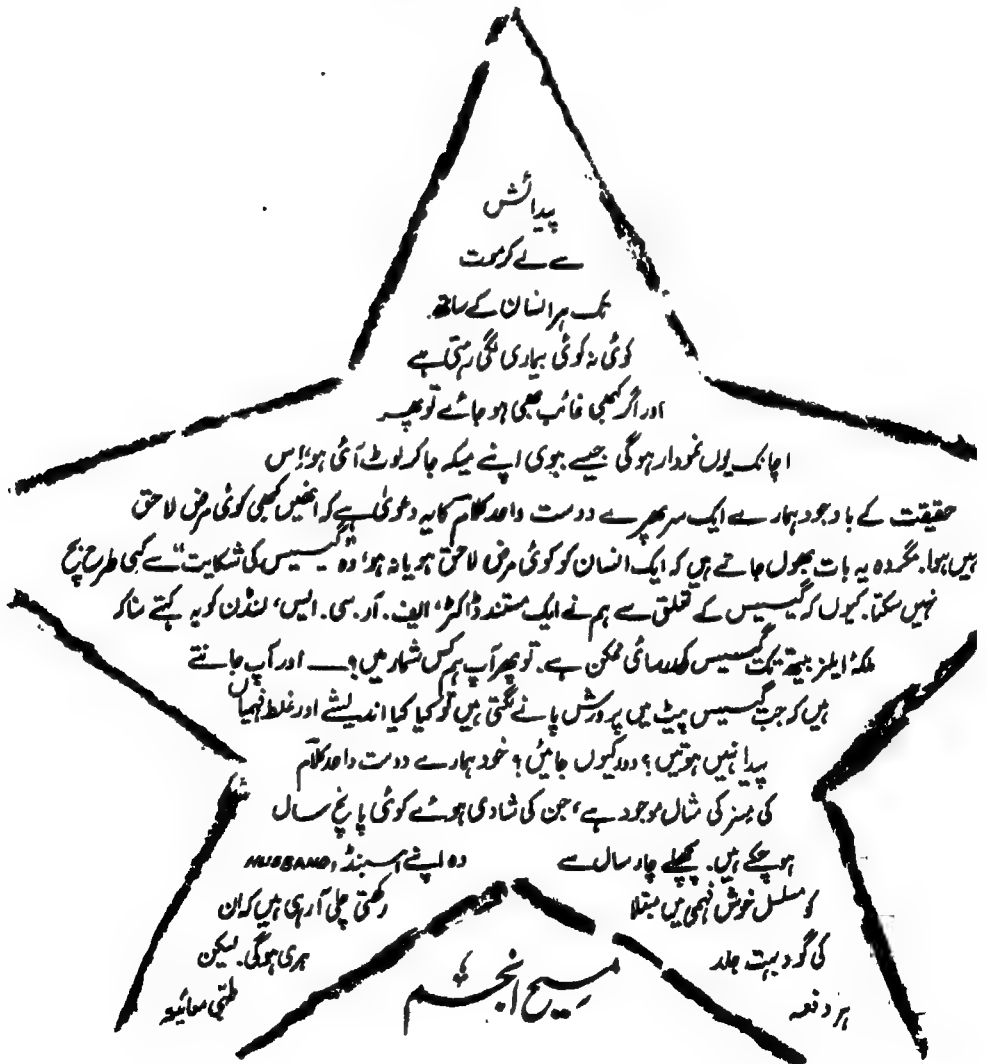 پیدائش
سے لے کر موت
تک ہر انسان کے ساتھ
کوئی نہ کوئی بیماری لگی رہتی ہے
اور اگر کبھی غائب بھی ہو جائے تو پھر
اچانک یوں نمودار ہوگی جیسے بیوی اپنے میکہ جا کر لوٹ آئی ہو! اِس
حقیقت کے باوجود ہمارے ایک سر پھرے دوست واحد کلام کا یہ دعویٰ ہے کہ انھیں کبھی کوئی مرض لاحق
نہیں ہوا. مگر وہ یہ بات بھول جاتے ہیں کہ ایک انسان کو کوئی مرض لاحق ہو یا نہ ہو، وہ "گیسیس کی شکایت" سے کسی طرح بچ
نہیں سکتا. کیوں کہ گیسیس کے تعلق سے ہم نے ایک مستند ڈاکٹر، ایف. آر. سی. ایس، لندن کو یہ کہتے سنا کہ
ملکۂ ایلزبیتھ تک گیسیس کی رسائی ممکن ہے. تو پھر آپ ہم کس شمار میں؟ — اور آپ جانتے
ہیں کہ جب گیسیس پیٹ میں پرورش پانے لگتی ہیں تو کیا کیا اندیشے اور غلط فہمیاں
پیدا نہیں ہوتیں؟ دور کیوں جائیں؟ خود ہمارے دوست واحد کلام
کی مسز کی مثال موجود ہے، جن کی شادی ہوئے کوئی پانچ سال
ہو چکے ہیں. پچھلے چار سال سے وہ اپنے ہسبنڈ (HUSBAND)
کو مسلسل خوش فہمی میں مبتلا رکھتی چلی آ رہی ہیں کہ ان
کی گود بہت جلد ہری ہوگی. لیکن
ہر دفعہ طبّی معائنہ
مسیح انجم